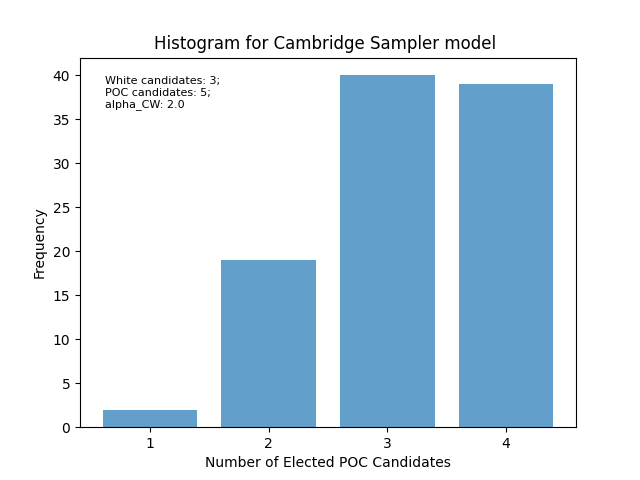 Histogram for Cambridge Sampler model
White candidates: 3;
POC candidates: 5;
alpha_CW: 2.0
Frequency
40
35
30
25
20
15
10
5
0
1 2 3 4
Number of Elected POC Candidates